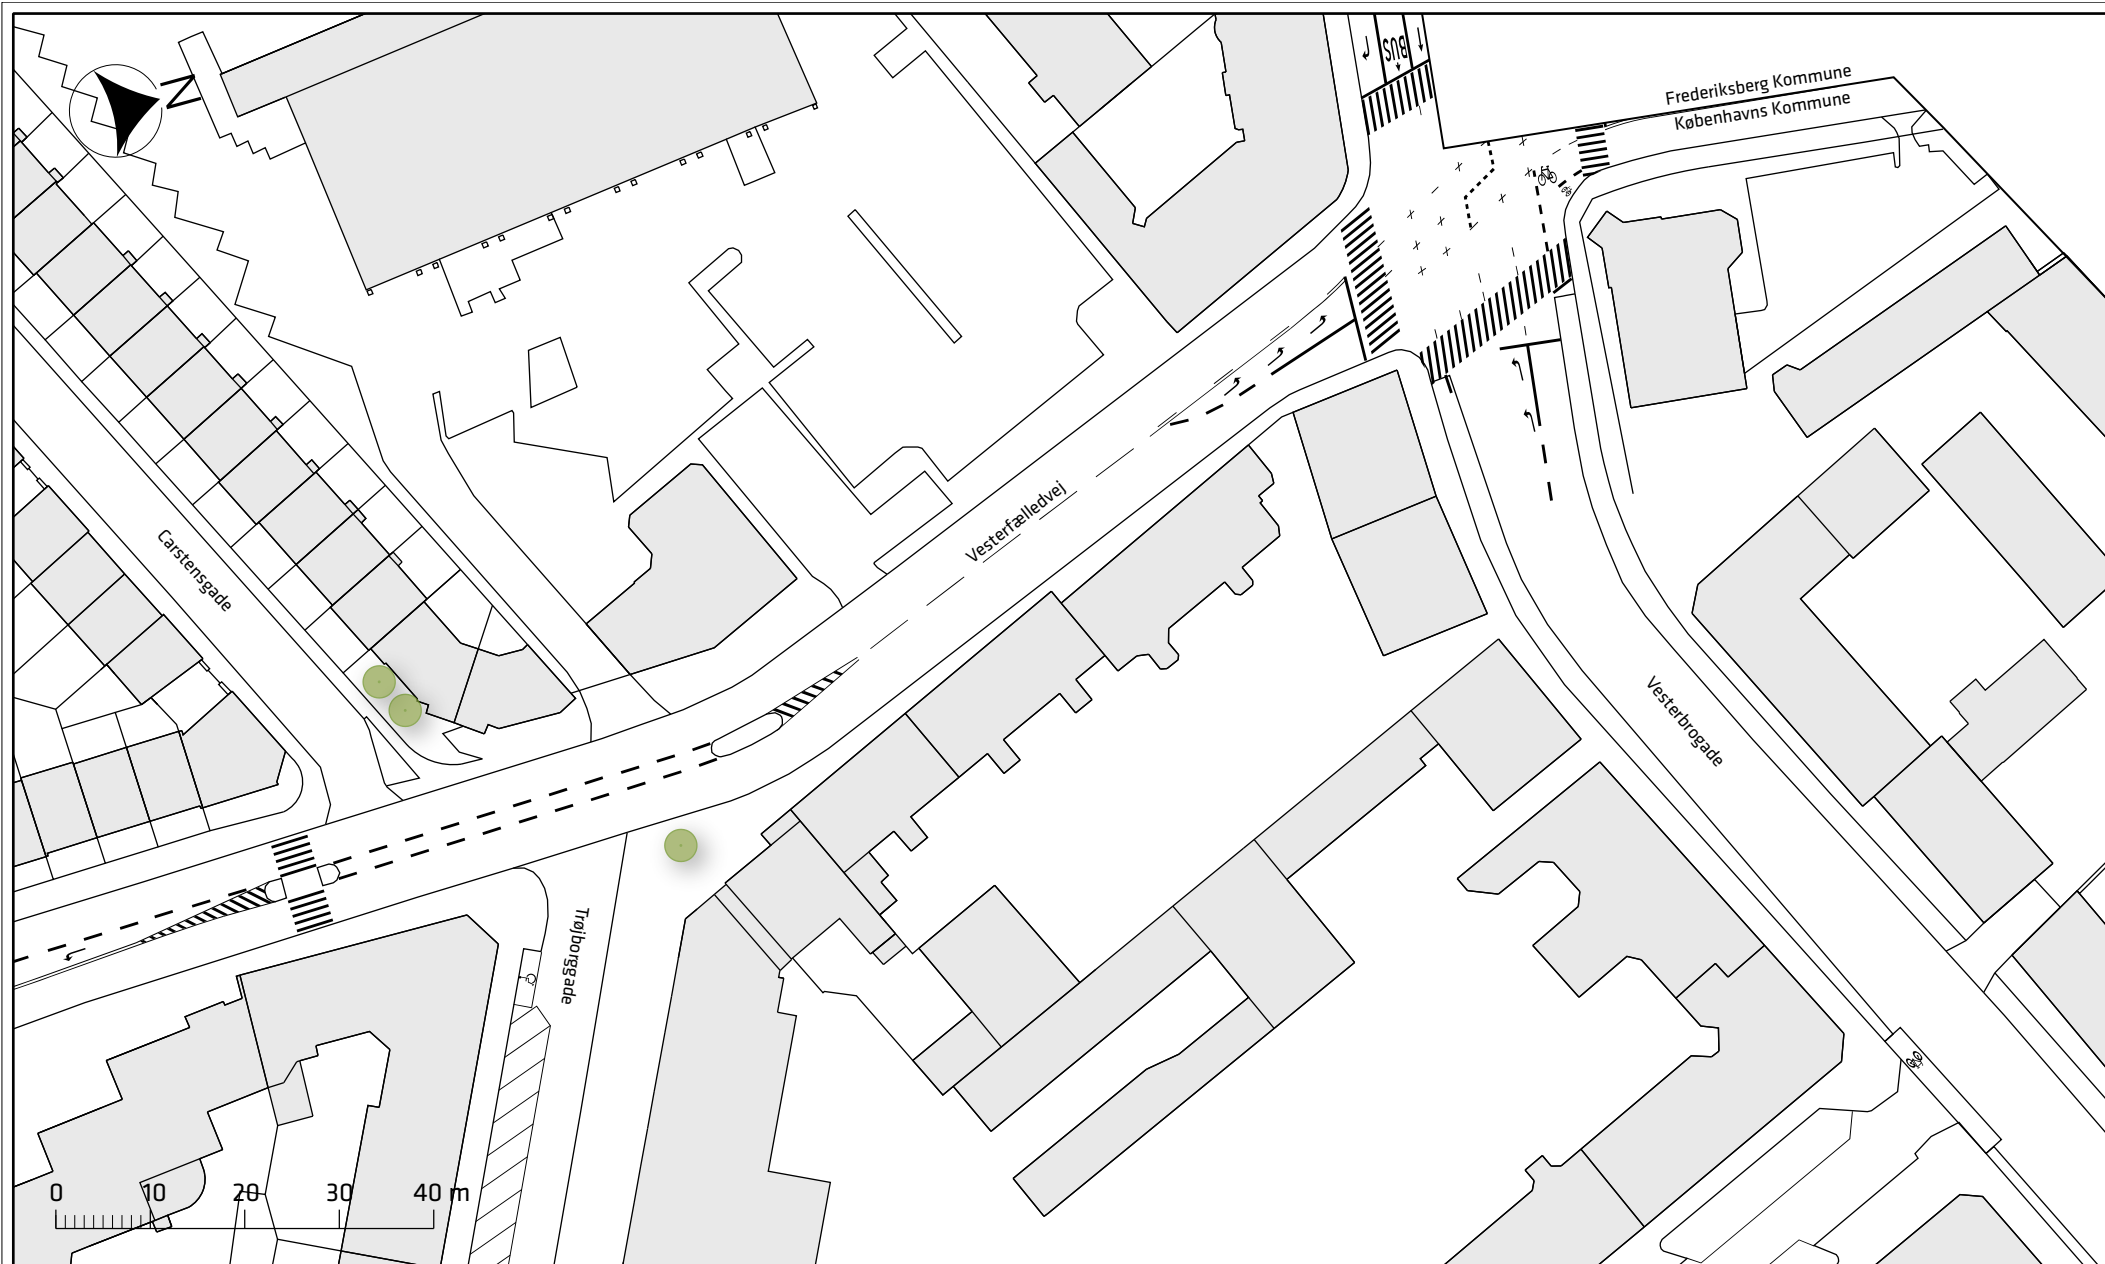 N
BUS
Frederiksberg Kommune
Københavns Kommune
Vesterfælledvej
Carstensgade
Vesterbrogade
Trøjborggade
0 10 20 30 40 m